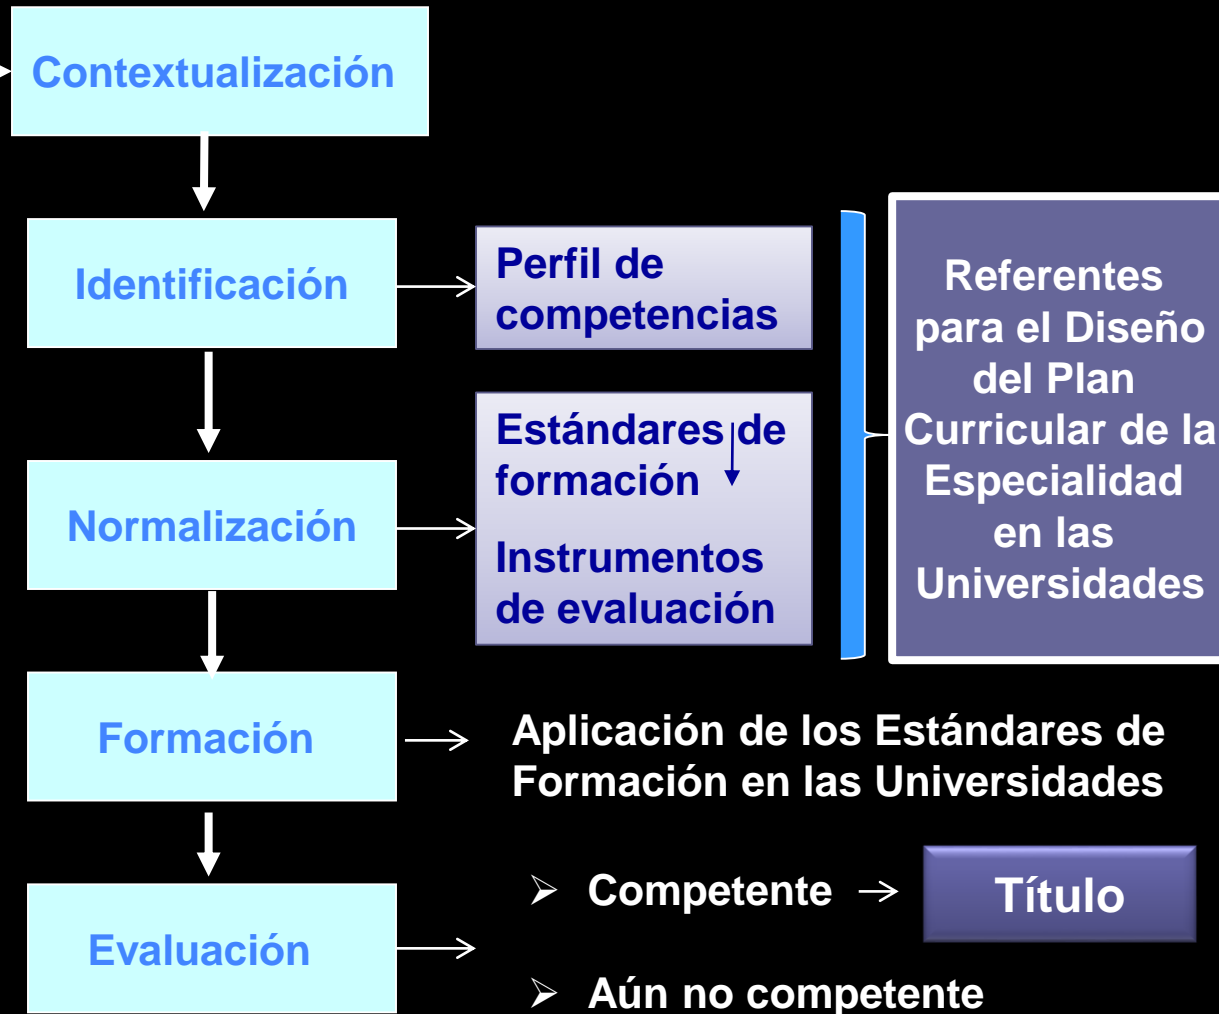 Contextualización
Identificación
Perfil de
competencias
Normalización
Estándares de
formación
Instrumentos
de evaluación
Referentes
para el Diseño
del Plan
Curricular de la
Especialidad
en las
Universidades
Formación
Aplicación de los Estándares de
Formación en las Universidades
Evaluación
Competente
Título
Aún no competente